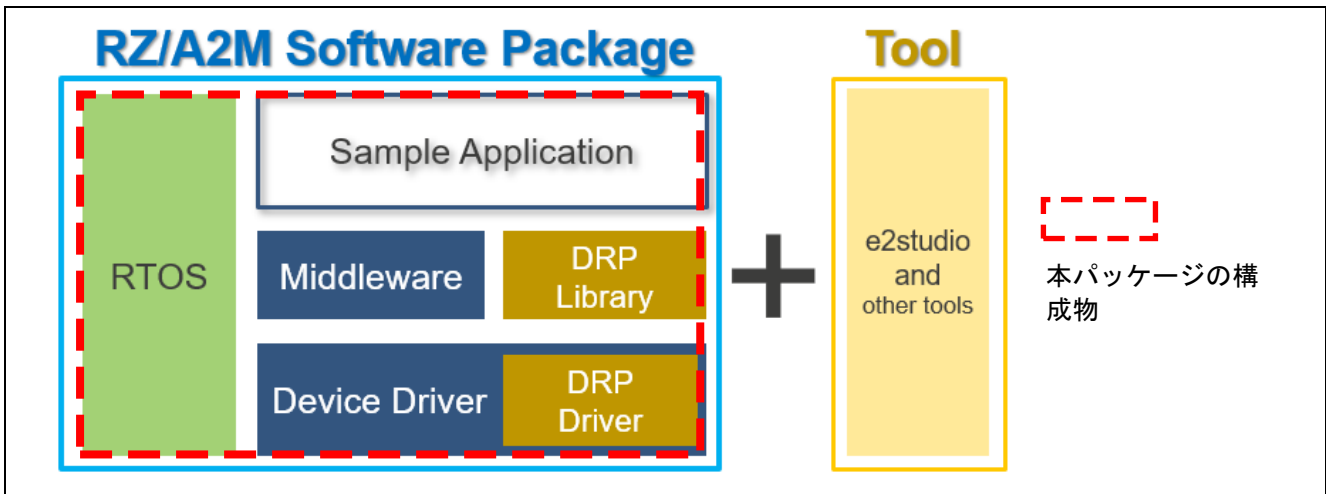 RZ/A2M Software Package
Tool
RTOS
Sample Application
Middleware
DRP
Library
Device Driver
DRP
Driver
+
e2studio
and
other tools
本パッケージの構
成物